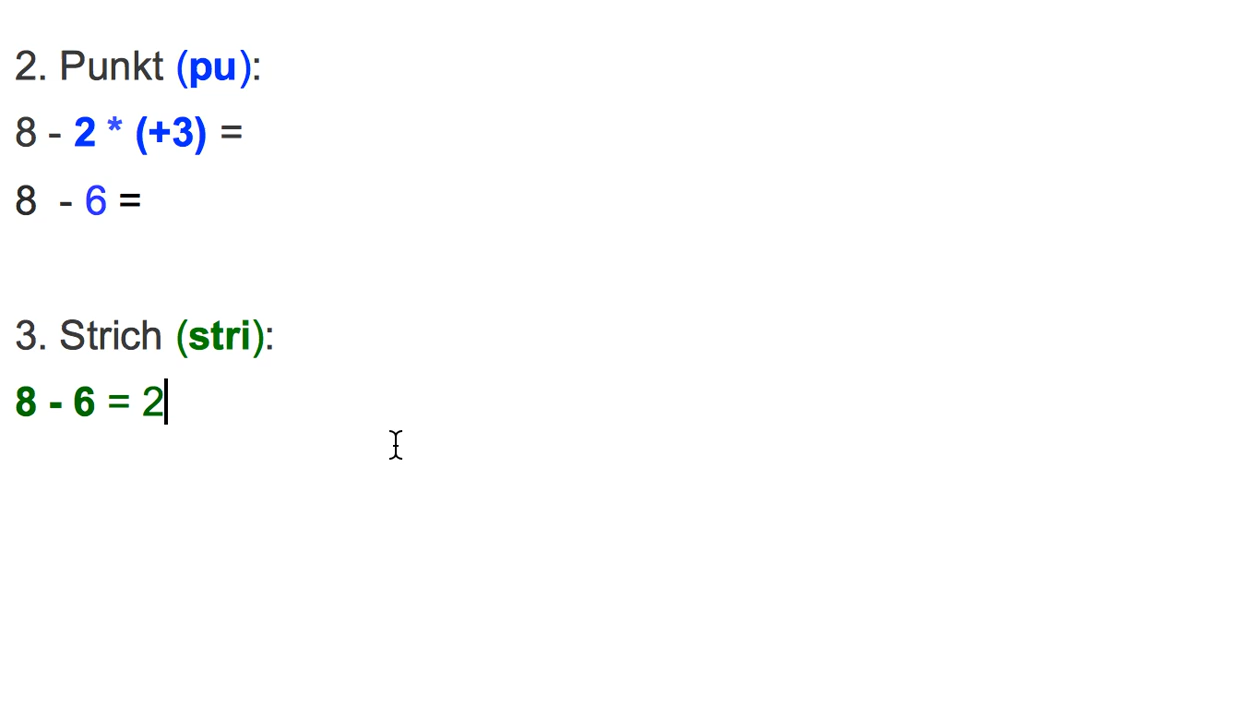 2. Punkt (pu):
8 - 2 * (+3) =
8 - 6 =
3. Strich (stri):
8 - 6 = 2